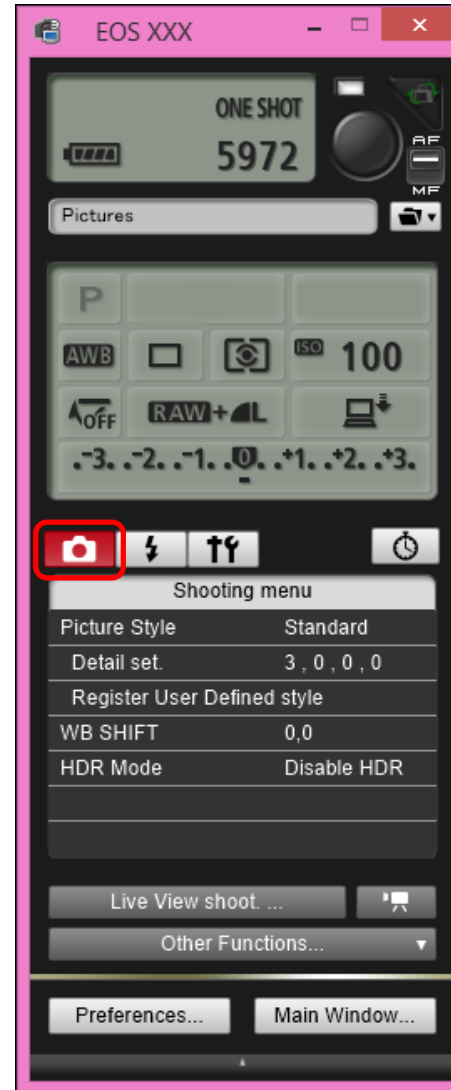 EOS XXX
ONE SHOT
5972
AF
MF
Pictures
P
AWB
ISO 100
OFF RAW+L
.-3. .-2. .-1. .0. .+1. .+2. .+3.
Shooting menu
Picture Style Standard
Detail set. 3 , 0 , 0 , 0
Register User Defined style
WB SHIFT 0,0
HDR Mode Disable HDR
Live View shoot. ...
Other Functions...
Preferences... Main Window...